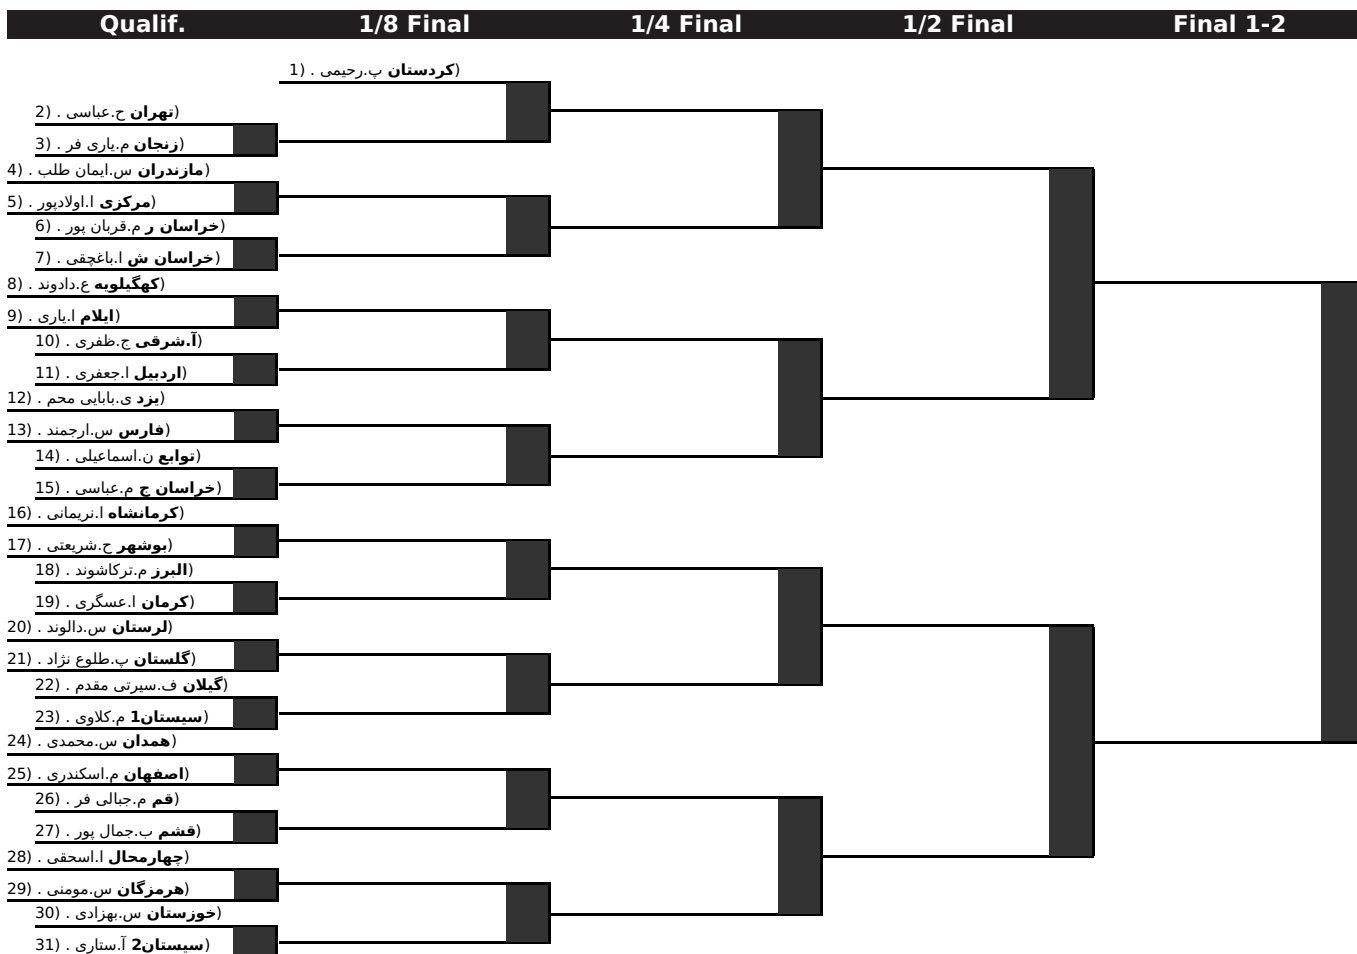 Qualif. 1/8 Final 1/4 Final 1/2 Final Final 1-2
1) . پ.رحیمی کردستان)
2) . ح.عباسی تهران)
3) . م.یاری فر زنجان)
4) . س.ایمان طلب مازندران)
5) . ا.اولادپور مرکزی)
6) . م.قربان پور خراسان ر)
7) . ا.باغچقی خراسان ش)
8) . ع.دادوند کهگیلویه)
9) . ا.یاری ایلام)
10) . ج.ظفری آ.شرقی)
11) . ا.جعفری اردبیل)
12) . ی.بابایی محم یزد)
13) . س.ارجمند فارس)
14) . ن.اسماعیلی توابع)
15) . م.عباسی خراسان ج)
16) . ا.نریمانی کرمانشاه)
17) . ح.شریعتی بوشهر)
18) . م.ترکاشوند البرز)
19) . ا.عسگری کرمان)
20) . س.دالوند لرستان)
21) . پ.طلوع نژاد گلستان)
22) . ف.سیرتی مقدم گیلان)
23) . م.کلاوی سیستان1)
24) . س.محمدی همدان)
25) . م.اسکندری اصفهان)
26) . م.جبالی فر قم)
27) . ب.جمال پور قشم)
28) . ا.اسحقی چهارمحال)
29) . س.مومنی هرمزگان)
30) . س.بهزادی خوزستان)
31) . آ.ستاری سیستان2)